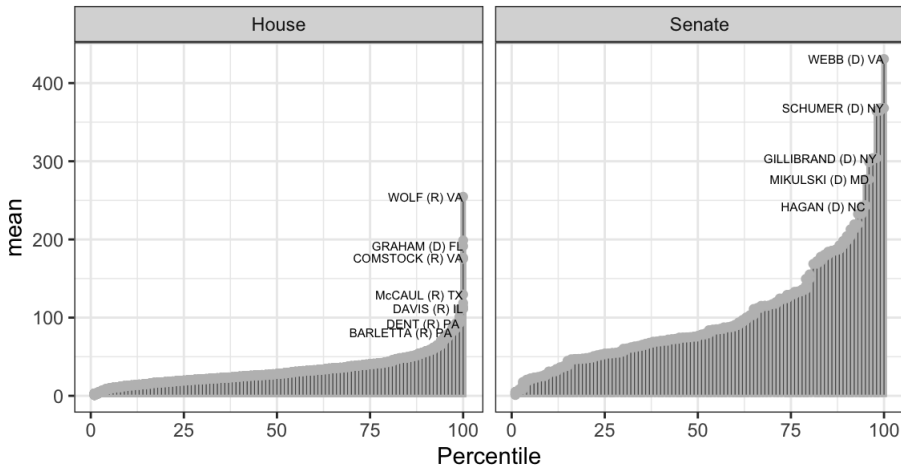 House
Senate
mean
400
300
200
100
0
WOLF (R) VA
GRAHAM (D) FL
COMSTOCK (R) VA
McCAUL (R) TX
DAVIS (R) IL
DENT (R) PA
BARLETTA (R) PA
WEBB (D) VA
SCHUMER (D) NY
GILLIBRAND (D) NY
MIKULSKI (D) MD
HAGAN (D) NC
0 25 50 75 100
0 25 50 75 100
Percentile